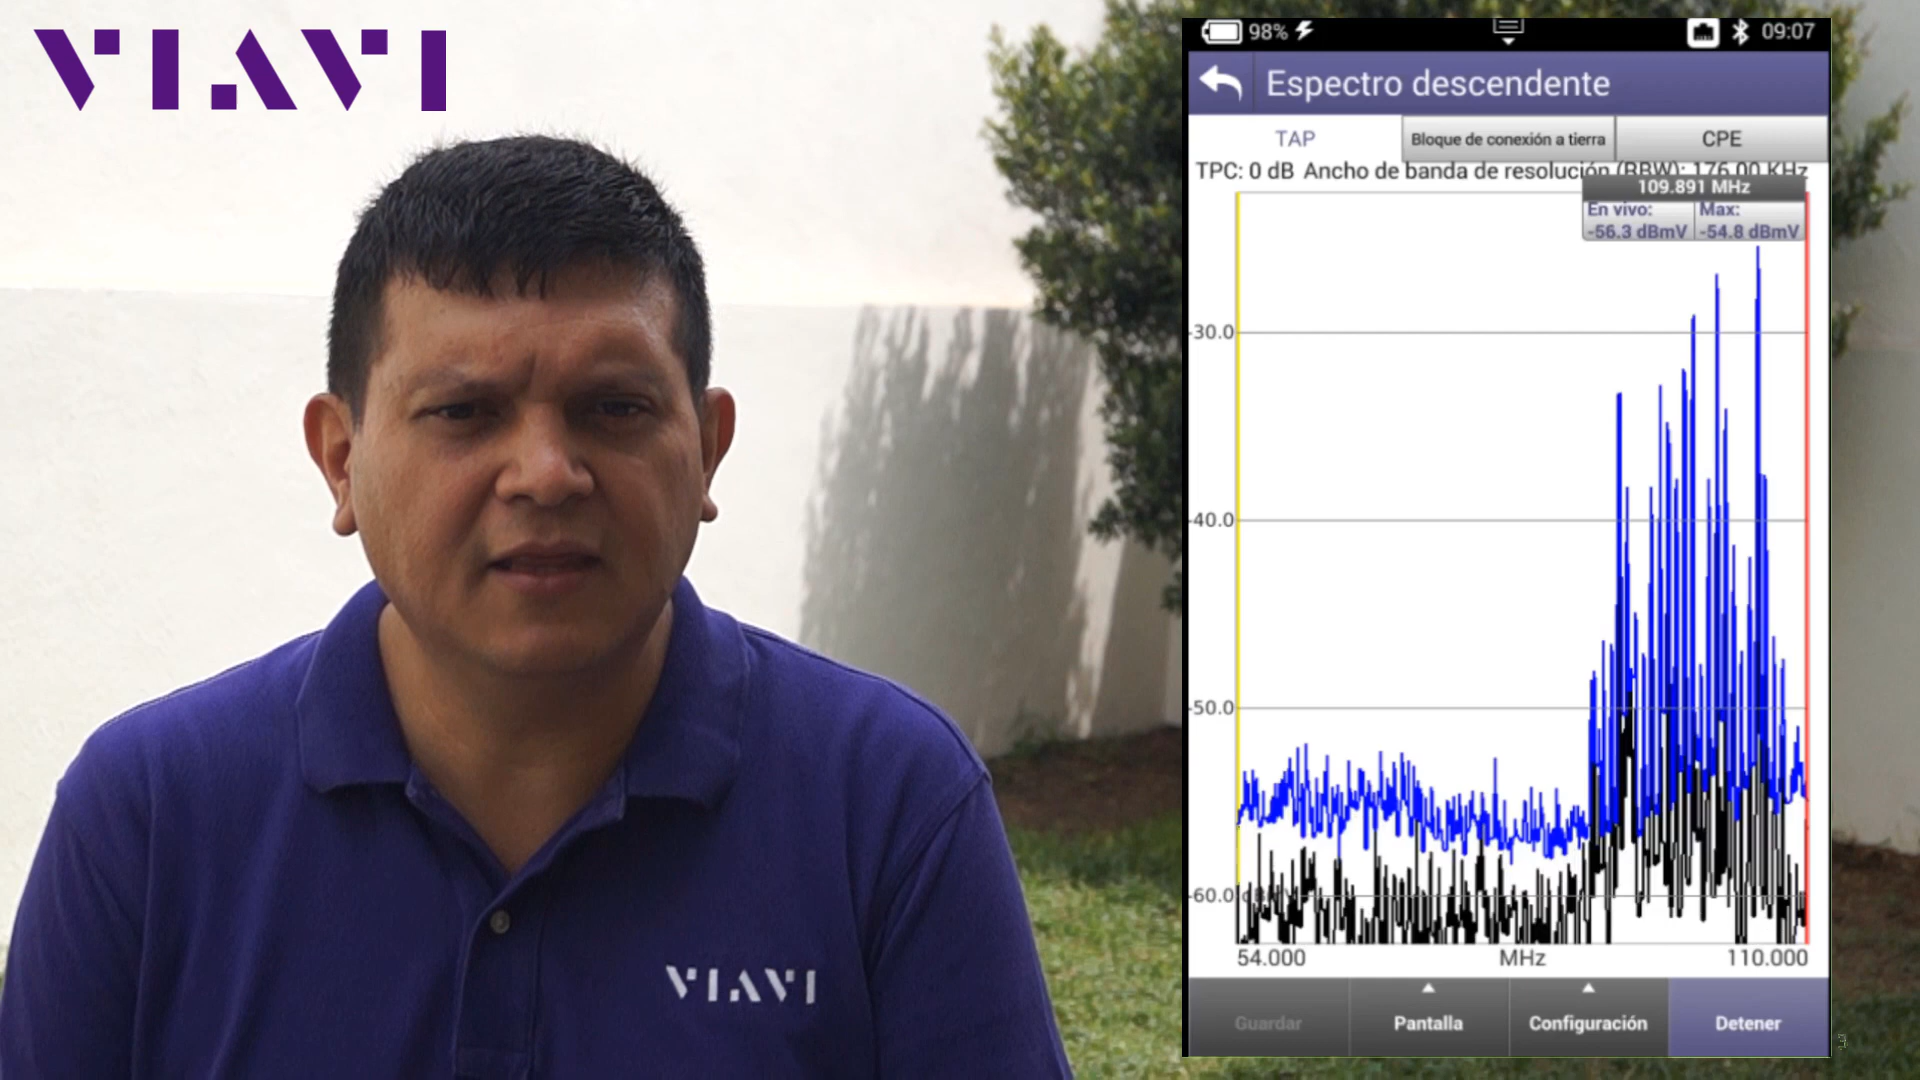 VIAVI
98% 09:07
Espectro descendente
TAP Bloque de conexión a tierra CPE
TPC: 0 dB Ancho de banda de resolución (RBW): 176.00 KHz
109.891 MHz
En vivo: Max:
-56.3 dBmV -54.8 dBmV
-30.0
-40.0
-50.0
-60.0
54.000 MHz 110.000
Guardar Pantalla Configuración Detener
VIAVI